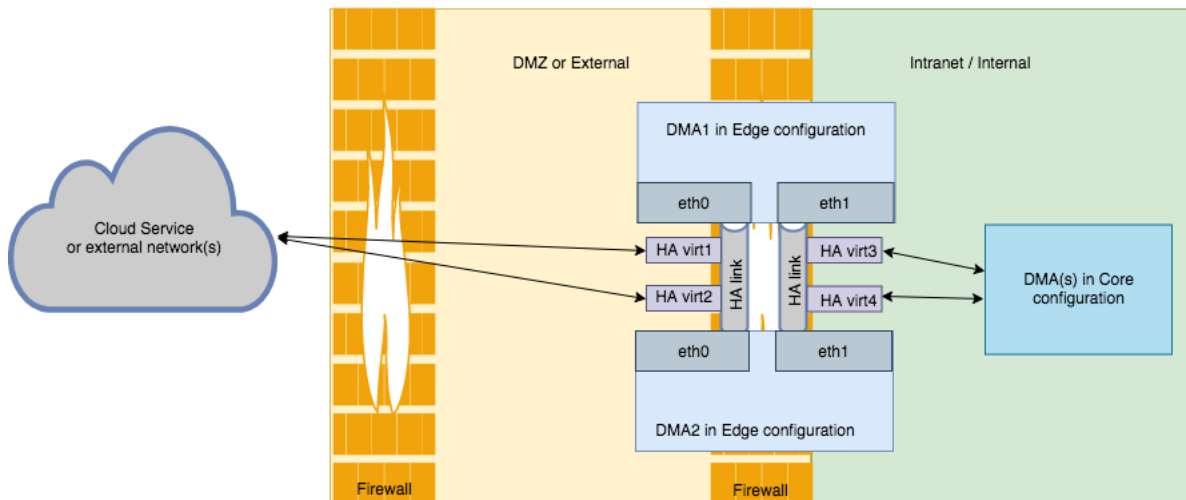 DMZ or External
Intranet / Internal
DMA1 in Edge configuration
eth0
eth1
Cloud Service
or external network(s)
HA virt1
HA link
HA link
HA virt3
HA virt2
HA virt4
DMA(s) in Core
configuration
eth0
eth1
DMA2 in Edge configuration
Firewall
Firewall